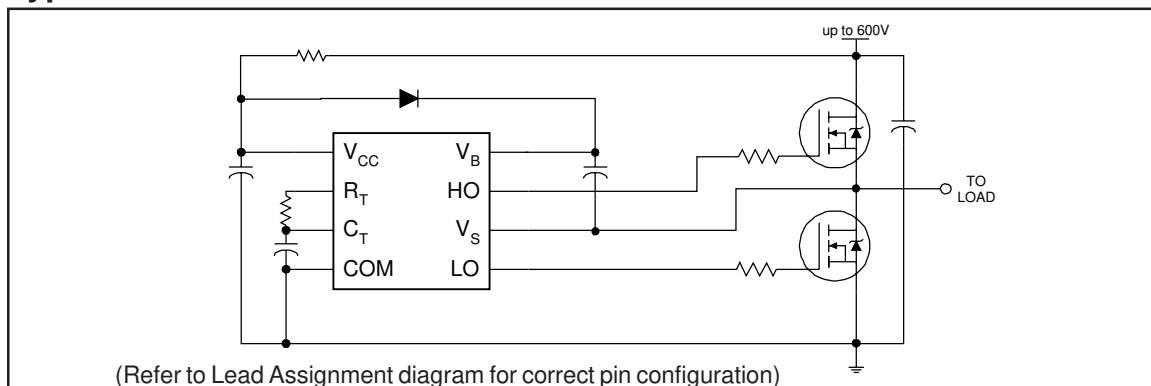 up to 600V
V_CC V_B
R_T HO
C_T V_S
COM LO
TO
LOAD
(Refer to Lead Assignment diagram for correct pin configuration)